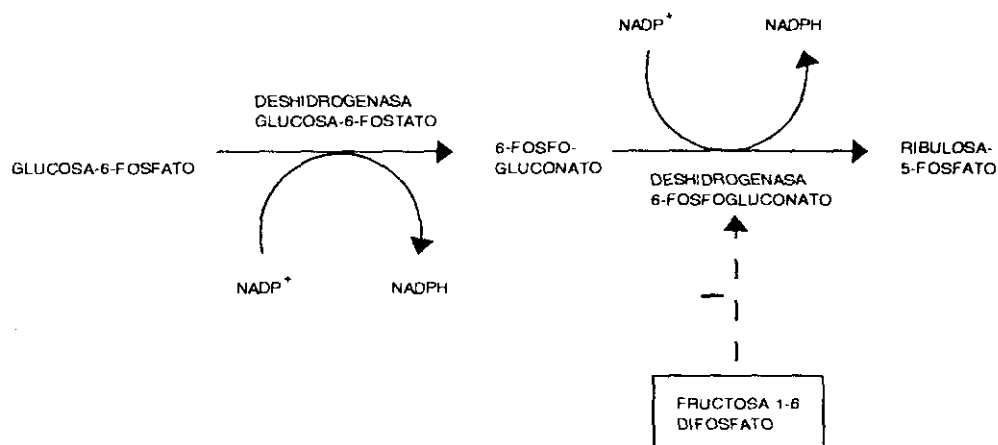 NADP+
NADPH
DESHIDROGENASA
GLUCOSA-6-FOSTATO
GLUCOSA-6-FOSFATO
6-FOSFO-
GLUCONATO
RIBULOSA-
5-FOSFATO
DESHIDROGENASA
6-FOSFOGLUCONATO
NADP+
NADPH
FRUCTOSA 1-6
DIFOSFATO